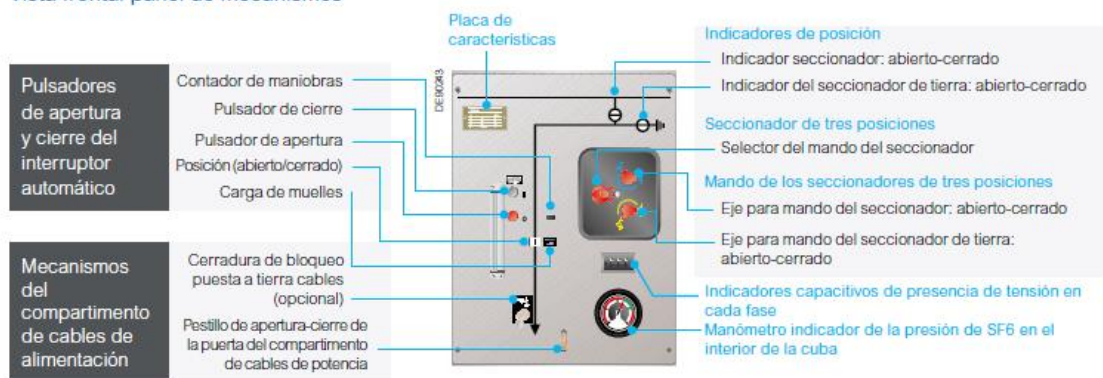 Vista frontal panel de mecanismos
Placa de
características
Pulsadores
de apertura
y cierre del
interruptor
automático
Contador de maniobras
Pulsador de cierre
Pulsador de apertura
Posición (abierto/cerrado)
Carga de muelles
Mecanismos
del
compartimento
de cables de
alimentación
Cerradura de bloqueo
puesta a tierra cables
(opcional)
Pestillo de apertura-cierre de
la puerta del compartimento
de cables de potencia
DE90243
Indicadores de posición
Indicador seccionador: abierto-cerrado
Indicador del seccionador de tierra: abierto-cerrado
Seccionador de tres posiciones
Selector del mando del seccionador
Mando de los seccionadores de tres posiciones
Eje para mando del seccionador: abierto-cerrado
Eje para mando del seccionador de tierra:
abierto-cerrado
Indicadores capacitivos de presencia de tensión en
cada fase
Manómetro indicador de la presión de SF6 en el
interior de la cuba